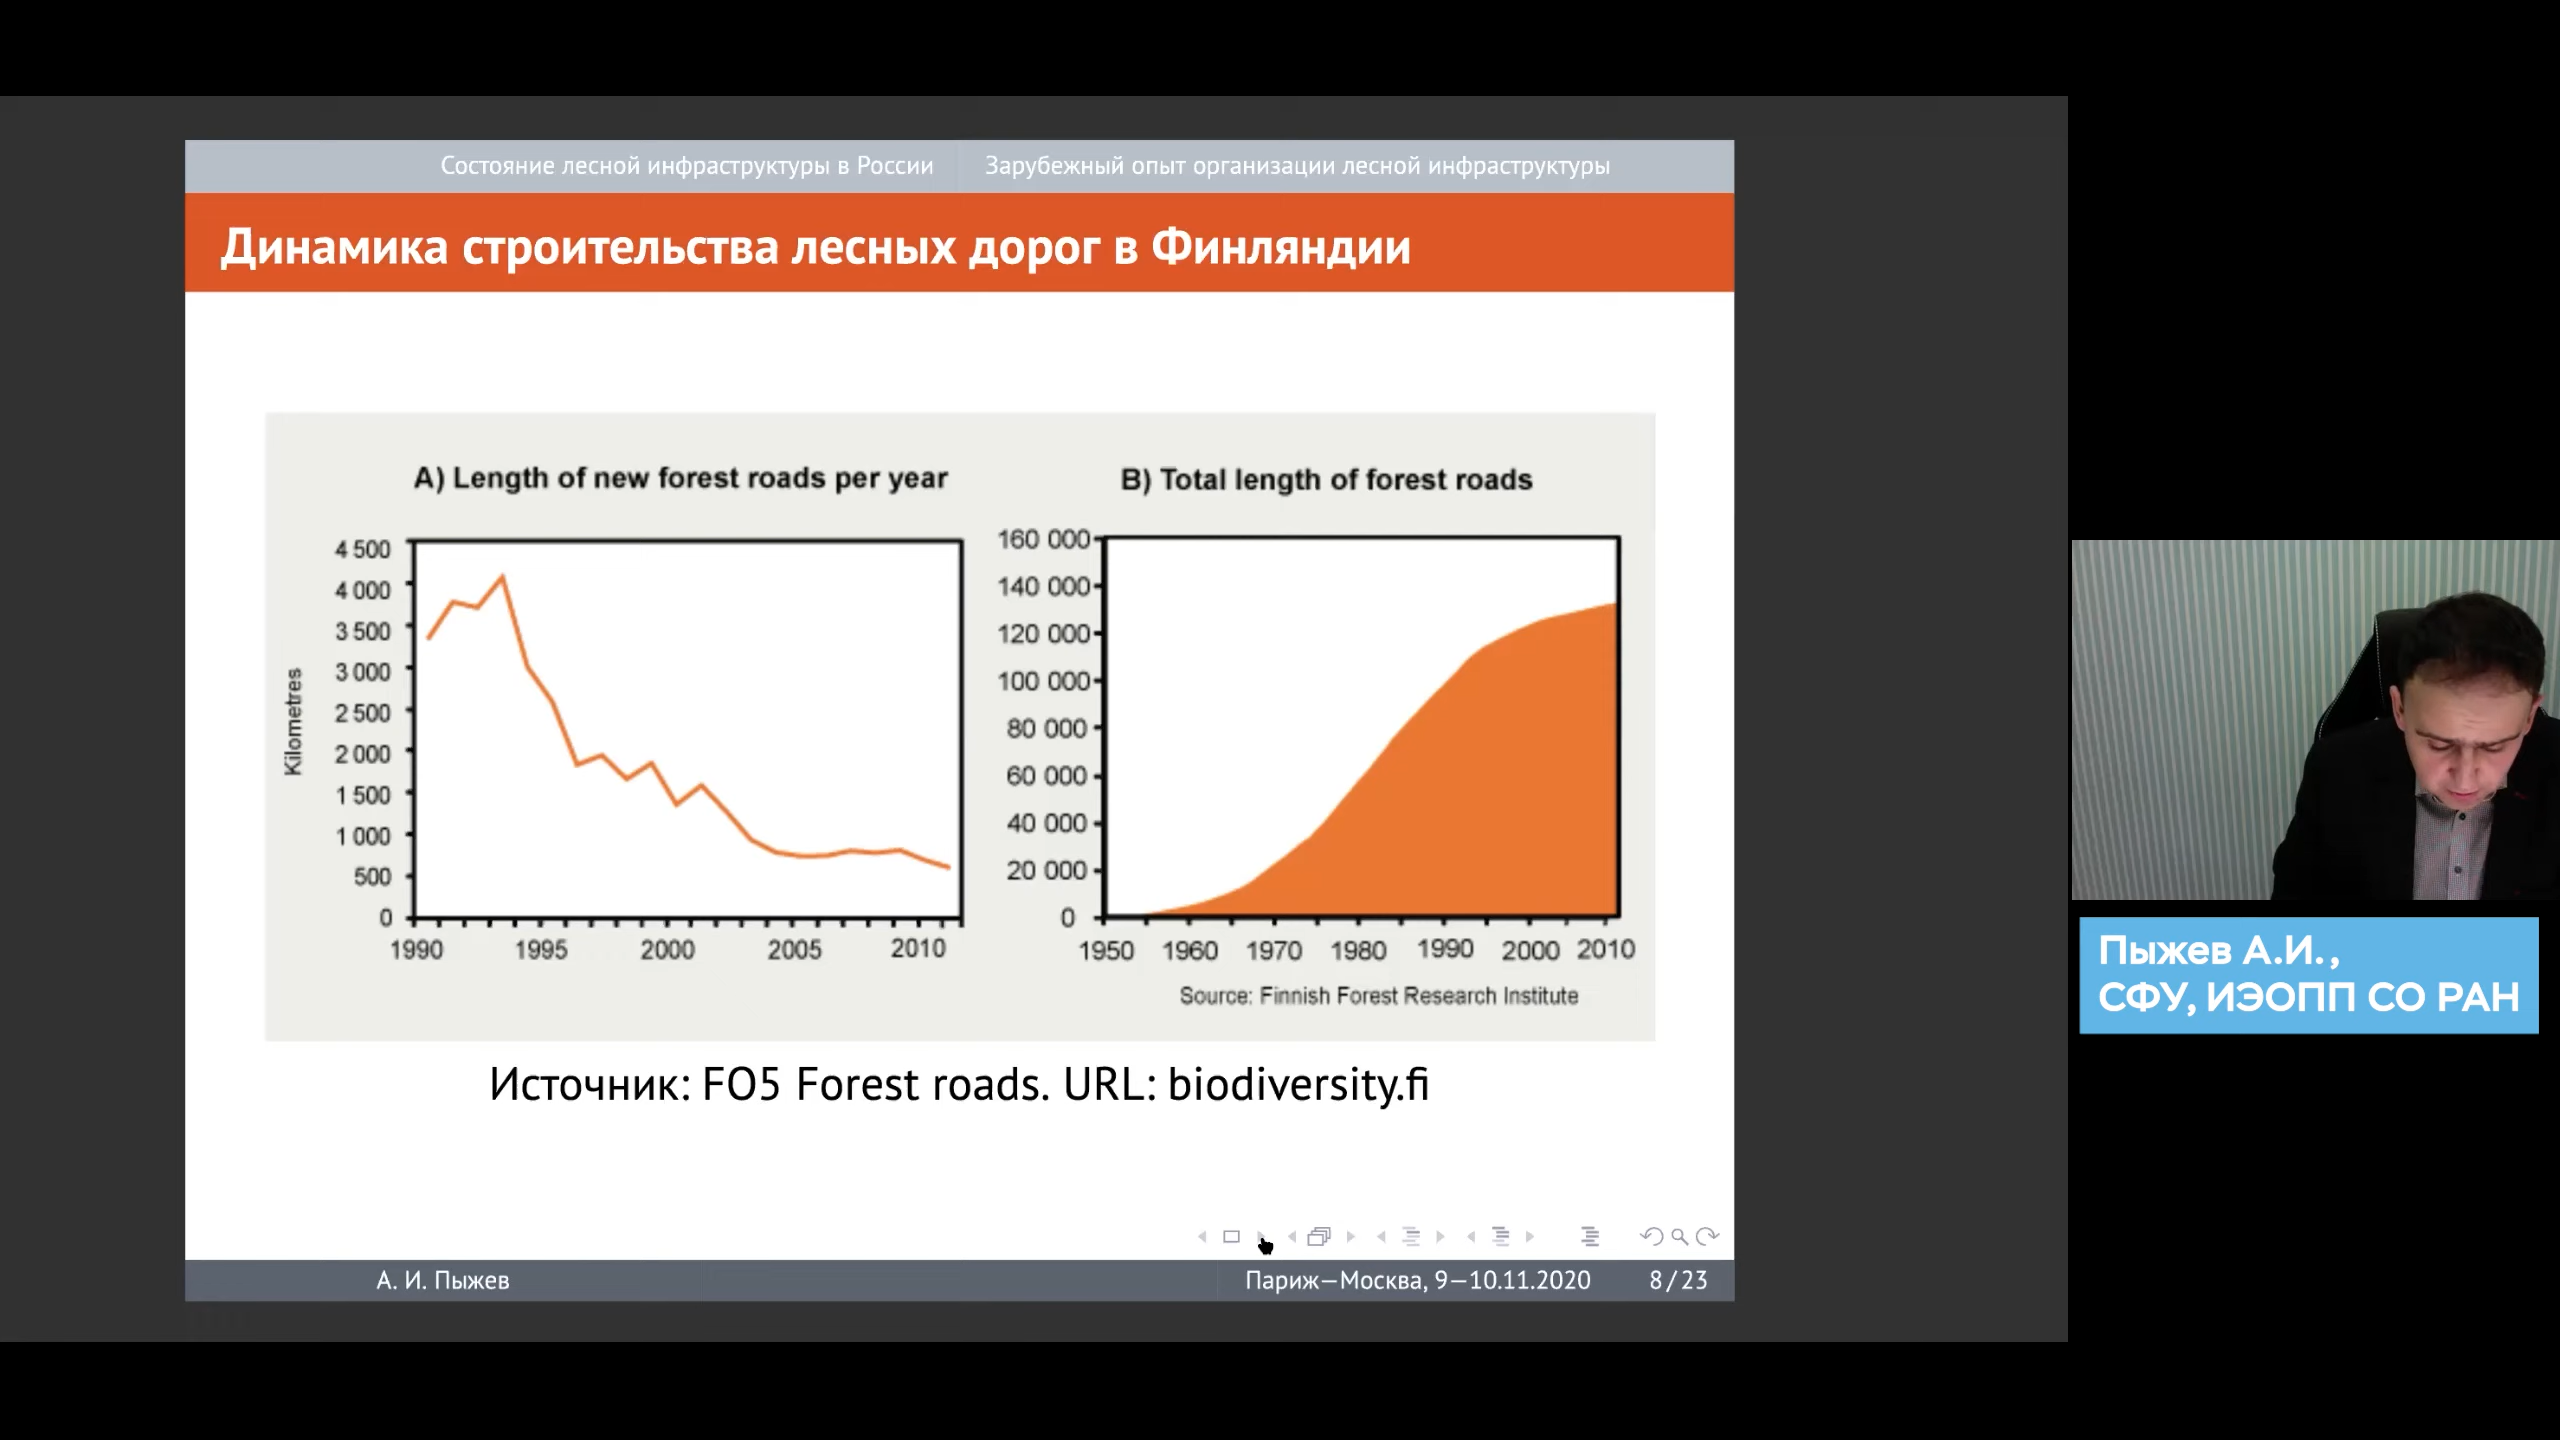 Состояние лесной инфраструктуры в России
Зарубежный опыт организации лесной инфраструктуры
Динамика строительства лесных дорог в Финляндии
A) Length of new forest roads per year
Kilometres
4 500
4 000
3 500
3 000
2 500
2 000
1 500
1 000
500
0
1990 1995 2000 2005 2010
B) Total length of forest roads
160 000
140 000
120 000
100 000
80 000
60 000
40 000
20 000
0
1950 1960 1970 1980 1990 2000 2010
Source: Finnish Forest Research Institute
Источник: FO5 Forest roads. URL: biodiversity.fi
А. И. Пыжев
Париж—Москва, 9—10.11.2020
8 / 23
Пыжев А.И.,
СФУ, ИЭОПП СО РАН